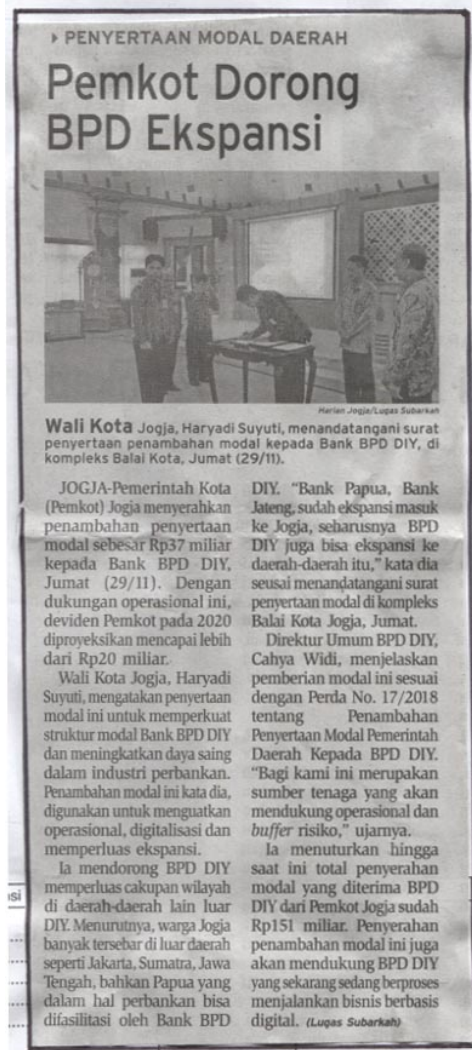 PENYERTAAN MODAL DAERAH
Pemkot Dorong
BPD Ekspansi
Harian Jogja/Lugas Subarkah
Wali Kota Jogja, Haryadi Suyuti, menandatangani surat
penyertaan penambahan modal kepada Bank BPD DIY, di
kompleks Balai Kota, Jumat (29/11).
JOGJA-Pemerintah Kota
(Pemkot) Jogja menyerahkan
penambahan penyertaan
modal sebesar Rp37 miliar
kepada Bank BPD DIY,
Jumat (29/11). Dengan
dukungan operasional ini,
deviden Pemkot pada 2020
diproyeksikan mencapai lebih
dari Rp20 miliar.
Wali Kota Jogja, Haryadi
Suyuti, mengatakan penyertaan
modal ini untuk memperkuat
struktur modal Bank BPD DIY
dan meningkatkan daya saing
dalam industri perbankan.
Penambahan modal ini kata dia,
digunakan untuk menguatkan
operasional, digitalisasi dan
memperluas ekspansi.
Ia mendorong BPD DIY
memperluas cakupan wilayah
di daerah-daerah lain luar
DIY. Menurutnya, warga Jogja
banyak tersebar di luar daerah
seperti Jakarta, Sumatra, Jawa
Tengah, bahkan Papua yang
dalam hal perbankan bisa
difasilitasi oleh Bank BPD
DIY. "Bank Papua, Bank
Jateng, sudah ekspansi masuk
ke Jogja, seharusnya BPD
DIY juga bisa ekspansi ke
daerah-daerah itu," kata dia
seusai menandatangani surat
penyertaan modal di kompleks
Balai Kota Jogja, Jumat.
Direktur Umum BPD DIY,
Cahya Widi, menjelaskan
pemberian modal ini sesuai
dengan Perda No. 17/2018
tentang Penambahan
Penyertaan Modal Pemerintah
Daerah Kepada BPD DIY.
"Bagi kami ini merupakan
sumber tenaga yang akan
mendukung operasional dan
buffer risiko," ujarnya.
Ia menuturkan hingga
saat ini total penyerahan
modal yang diterima BPD
DIY dari Pemkot Jogja sudah
Rp151 miliar. Penyerahan
penambahan modal ini juga
akan mendukung BPD DIY
yang sekarang sedang berproses
menjalankan bisnis berbasis
digital. (Lugas Subarkah)